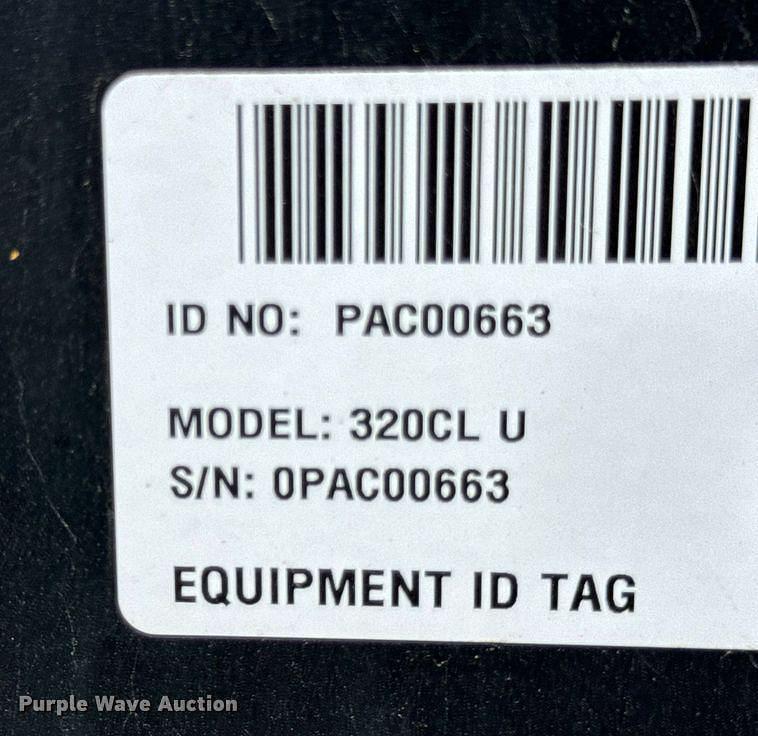 ID NO: PAC00663
MODEL: 320CL U
S/N: 0PAC00663
EQUIPMENT ID TAG
Purple Wave Auction